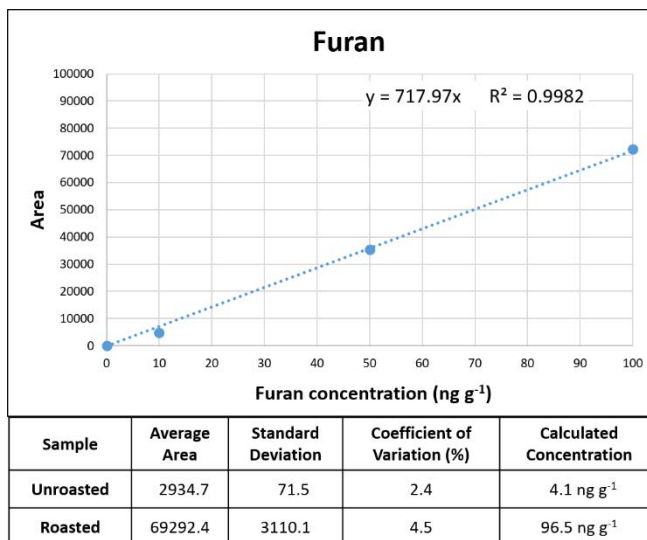 Furan
y = 717.97x R² = 0.9982
100000
90000
80000
70000
60000
50000
40000
30000
20000
10000
0
Area
0 10 20 30 40 50 60 70 80 90 100
Furan concentration (ng g⁻¹)
Sample Average Area Standard Deviation Coefficient of Variation (%) Calculated Concentration
Unroasted 2934.7 71.5 2.4 4.1 ng g⁻¹
Roasted 69292.4 3110.1 4.5 96.5 ng g⁻¹